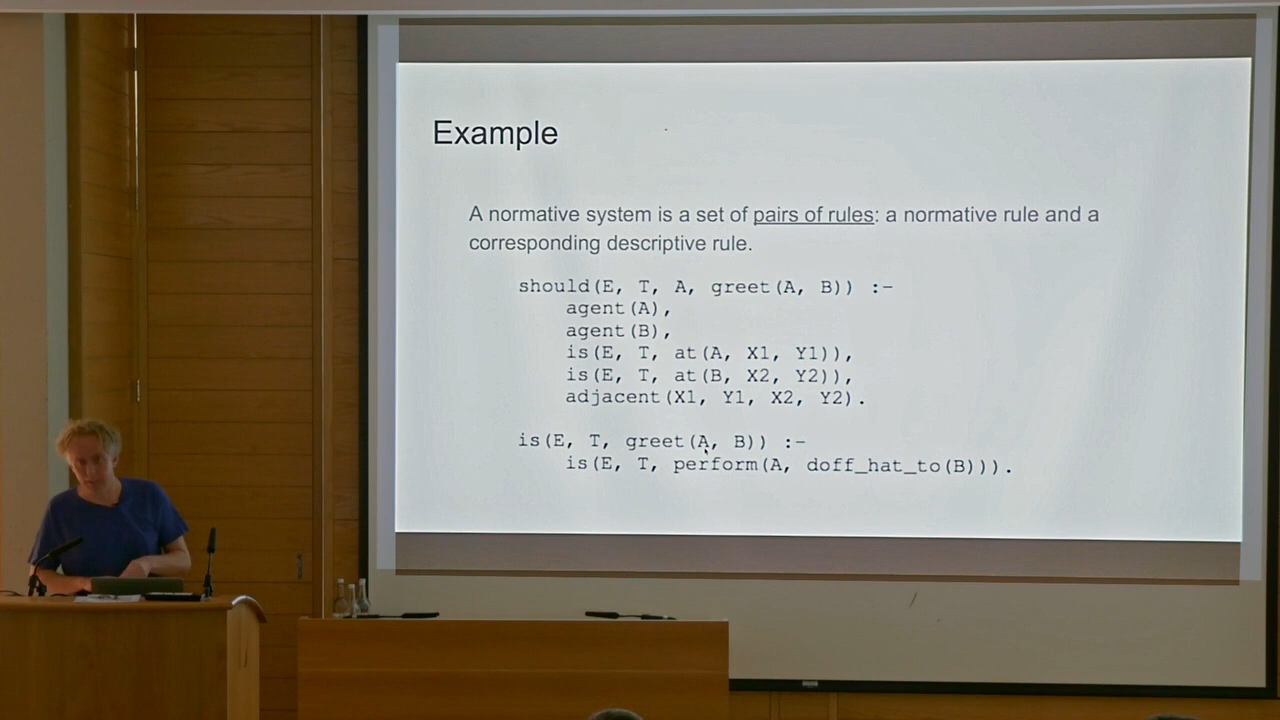 Example
A normative system is a set of pairs of rules: a normative rule and a
corresponding descriptive rule.
should(E, T, A, greet(A, B)) :-
agent(A),
agent(B),
is(E, T, at(A, X1, Y1)),
is(E, T, at(B, X2, Y2)),
adjacent(X1, Y1, X2, Y2).
is(E, T, greet(A, B)) :-
is(E, T, perform(A, doff_hat_to(B))).